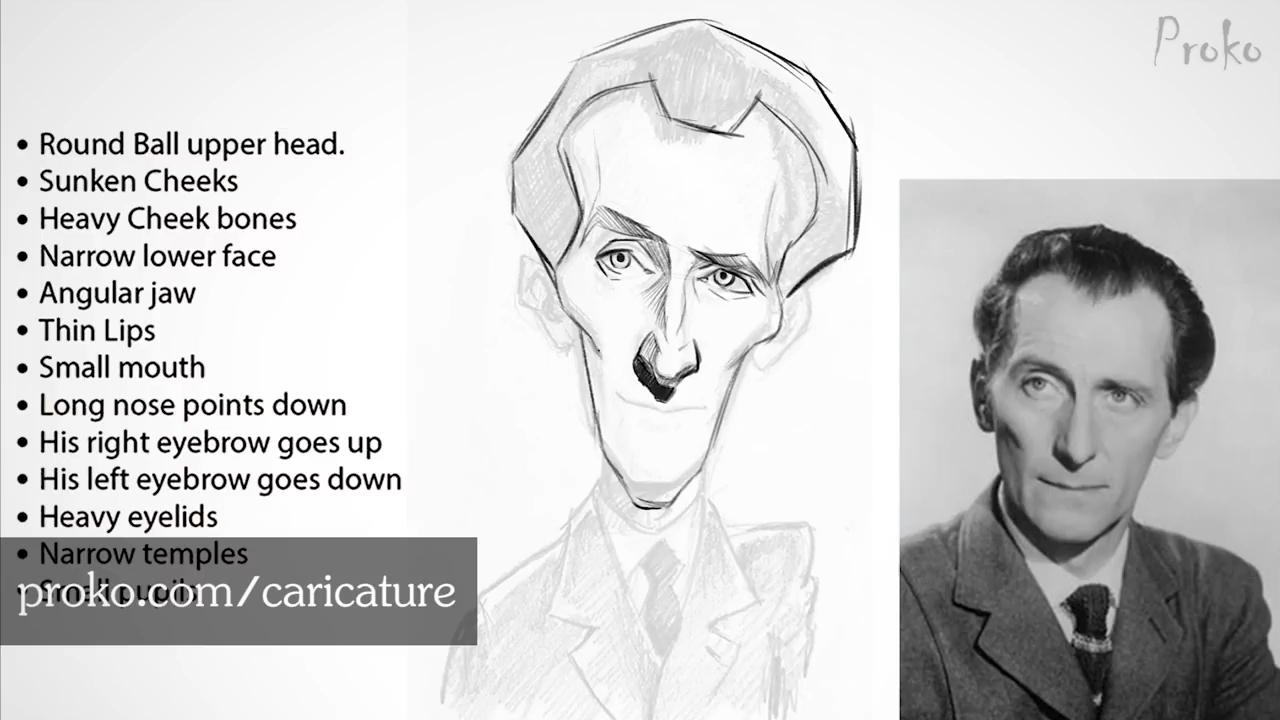 Proko
• Round Ball upper head.
• Sunken Cheeks
• Heavy Cheek bones
• Narrow lower face
• Angular jaw
• Thin Lips
• Small mouth
• Long nose points down
• His right eyebrow goes up
• His left eyebrow goes down
• Heavy eyelids
• Narrow temples
• Small pupils
proko.com/caricature